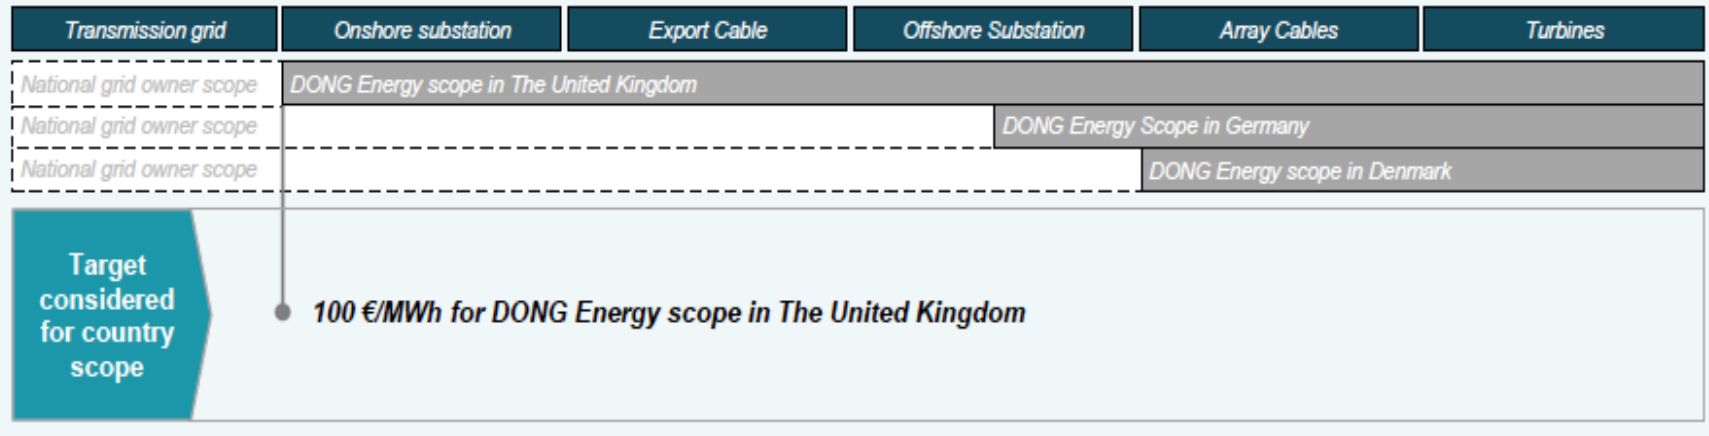 Transmission grid
Onshore substation
Export Cable
Offshore Substation
Array Cables
Turbines
National grid owner scope
DONG Energy scope in The United Kingdom
National grid owner scope
DONG Energy Scope in Germany
National grid owner scope
DONG Energy scope in Denmark
Target
considered
for country
scope
100 €/MWh for DONG Energy scope in The United Kingdom